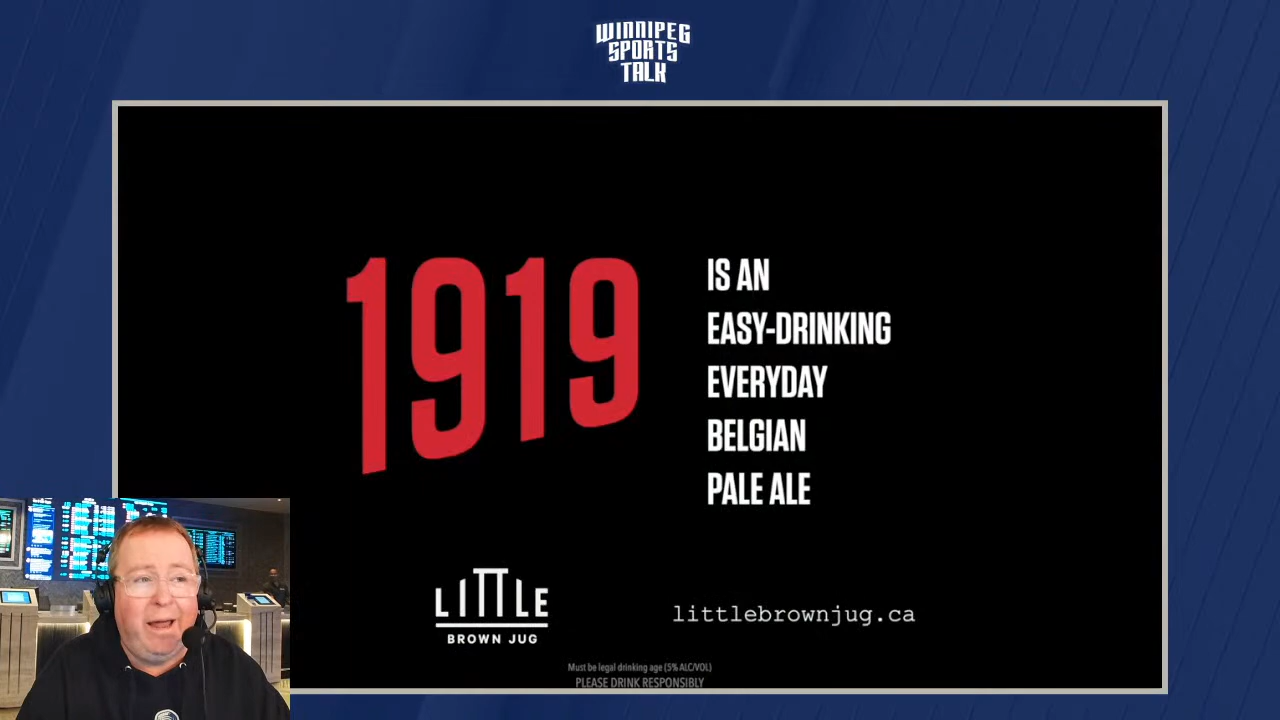 WINNIPEG
SPORTS
TALK
1919
IS AN
EASY-DRINKING
EVERYDAY
BELGIAN
PALE ALE
LITTLE
BROWN JUG
littlebrownjug.ca
Must be legal drinking age (5% ALC/VOL)
PLEASE DRINK RESPONSIBLY